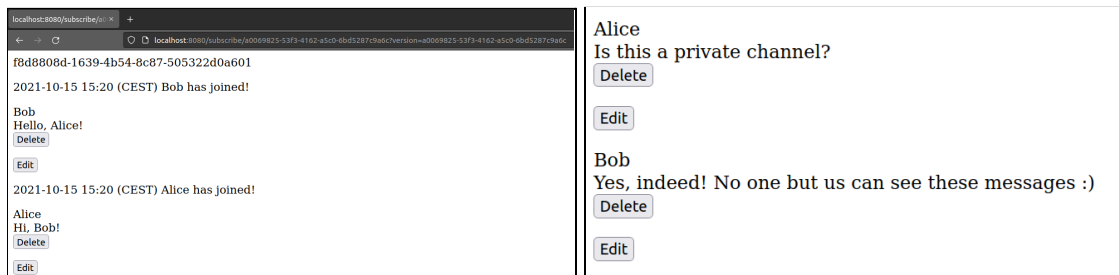 localhost:8080/subscribe/a0
localhost:8080/subscribe/a0069825-53f3-4162-a5c0-6bd5287c9a6c?version=a0069825-53f3-4162-a5c0-6bd5287c9a6c
f8d8808d-1639-4b54-8c87-505322d0a601
2021-10-15 15:20 (CEST) Bob has joined!
Bob
Hello, Alice!
Delete
Edit
2021-10-15 15:20 (CEST) Alice has joined!
Alice
Hi, Bob!
Delete
Edit
Alice
Is this a private channel?
Delete
Edit
Bob
Yes, indeed! No one but us can see these messages :)
Delete
Edit